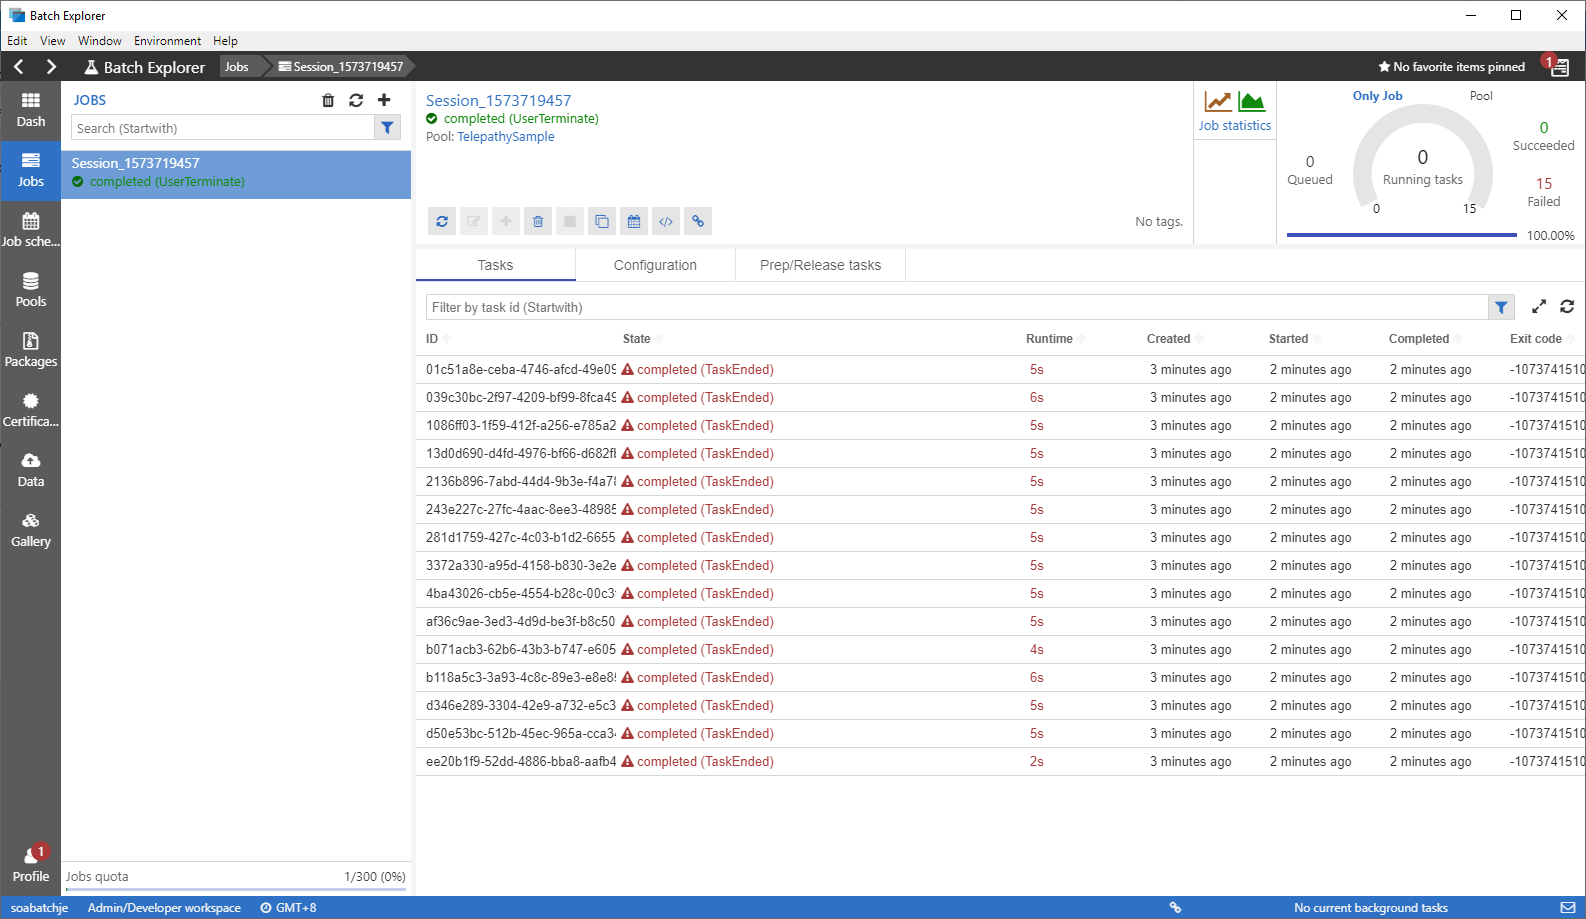 Batch Explorer
Edit View Window Environment Help
Batch Explorer Jobs Session_1573719457 No favorite items pinned 1
Dash
Jobs
Job sche...
Pools
Packages
Certifica...
Data
Gallery
1
Profile
JOBS
Search (Startwith)
Session_1573719457
completed (UserTerminate)
Jobs quota 1/300 (0%)
Session_1573719457
completed (UserTerminate)
Pool: TelepathySample
No tags.
Job statistics
Only Job Pool
0
Queued
0
Running tasks
0 15
0
Succeeded
15
Failed
100.00%
Tasks Configuration Prep/Release tasks
Filter by task id (Startwith)
ID State Runtime Created Started Completed Exit code
01c51a8e-ceba-4746-afcd-49e09 completed (TaskEnded) 5s 3 minutes ago 2 minutes ago 2 minutes ago -1073741510
039c30bc-2f97-4209-bf99-8fca49 completed (TaskEnded) 6s 3 minutes ago 2 minutes ago 2 minutes ago -1073741510
1086ff03-1f59-412f-a256-e785a2 completed (TaskEnded) 5s 3 minutes ago 2 minutes ago 2 minutes ago -1073741510
13d0d690-d4fd-4976-bf66-d682fl completed (TaskEnded) 5s 3 minutes ago 2 minutes ago 2 minutes ago -1073741510
2136b896-7abd-44d4-9b3e-f4a78 completed (TaskEnded) 5s 3 minutes ago 2 minutes ago 2 minutes ago -1073741510
243e227c-27fc-4aac-8ee3-48985 completed (TaskEnded) 5s 3 minutes ago 2 minutes ago 2 minutes ago -1073741510
281d1759-427c-4c03-b1d2-6655 completed (TaskEnded) 5s 3 minutes ago 2 minutes ago 2 minutes ago -1073741510
3372a330-a95d-4158-b830-3e2e completed (TaskEnded) 5s 3 minutes ago 2 minutes ago 2 minutes ago -1073741510
4ba43026-cb5e-4554-b28c-00c3 completed (TaskEnded) 5s 3 minutes ago 2 minutes ago 2 minutes ago -1073741510
af36c9ae-3ed3-4d9d-be3f-b8c50 completed (TaskEnded) 5s 3 minutes ago 2 minutes ago 2 minutes ago -1073741510
b071acb3-62b6-43b3-b747-e605 completed (TaskEnded) 4s 3 minutes ago 2 minutes ago 2 minutes ago -1073741510
b118a5c3-3a93-4c8c-89e3-e8e85 completed (TaskEnded) 6s 3 minutes ago 2 minutes ago 2 minutes ago -1073741510
d346e289-3304-42e9-a732-e5c3 completed (TaskEnded) 5s 3 minutes ago 2 minutes ago 2 minutes ago -1073741510
d50e53bc-512b-45ec-965a-cca34 completed (TaskEnded) 5s 3 minutes ago 2 minutes ago 2 minutes ago -1073741510
ee20b1f9-52dd-4886-bba8-aafb4 completed (TaskEnded) 2s 3 minutes ago 2 minutes ago 2 minutes ago -1073741510
soabatchje Admin/Developer workspace GMT+8 No current background tasks